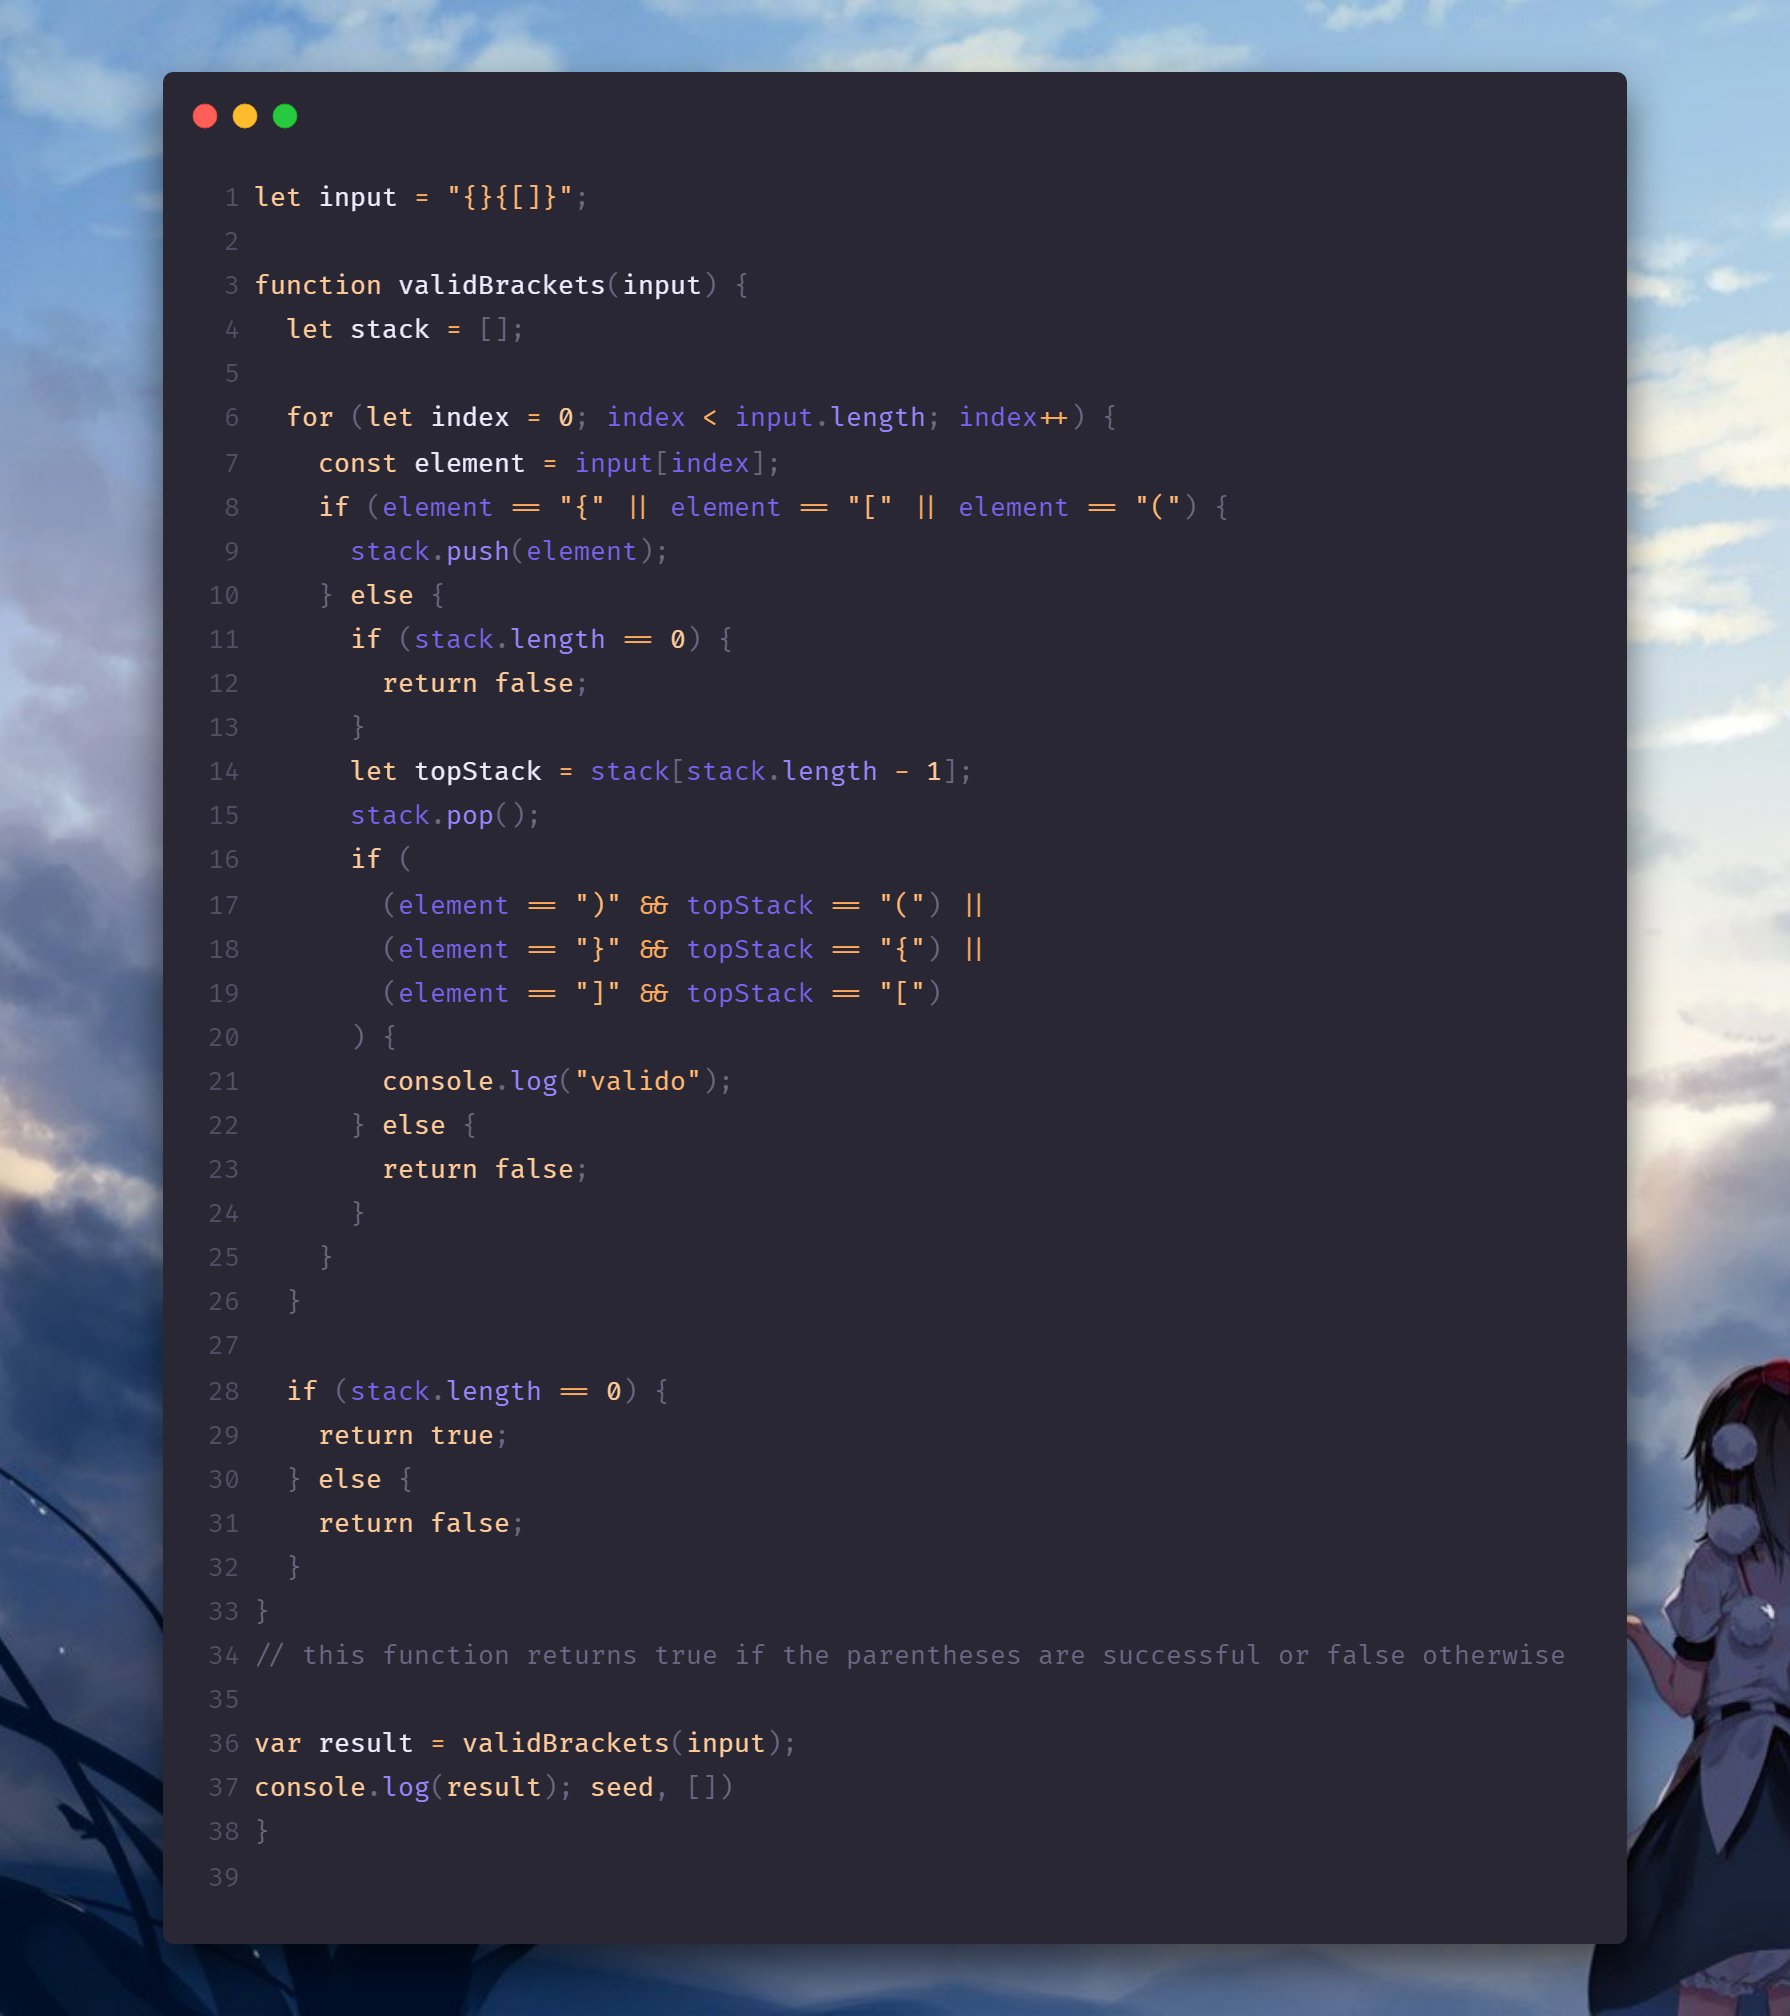 1 let input = "{}{[]}";
2
3 function validBrackets(input) {
4   let stack = [];
5
6   for (let index = 0; index < input.length; index++) {
7     const element = input[index];
8     if (element == "{" || element == "[" || element == "(") {
9       stack.push(element);
10     } else {
11       if (stack.length == 0) {
12         return false;
13       }
14       let topStack = stack[stack.length - 1];
15       stack.pop();
16       if (
17         (element == ")" && topStack == "(") ||
18         (element == "}" && topStack == "{") ||
19         (element == "]" && topStack == "[")
20       ) {
21         console.log("valido");
22       } else {
23         return false;
24       }
25     }
26   }
27
28   if (stack.length == 0) {
29     return true;
30   } else {
31     return false;
32   }
33 }
34 // this function returns true if the parentheses are successful or false otherwise
35
36 var result = validBrackets(input);
37 console.log(result); seed, [])
38 }
39